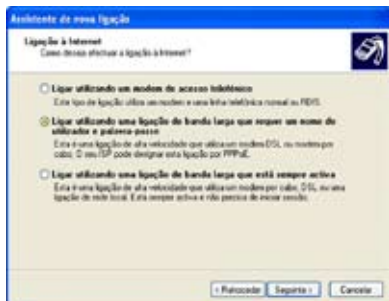 Assistente de nova ligação
Ligação à Internet
Como deseja efectuar a ligação à Internet?
Ligar utilizando um modem de acesso telefónico
Este tipo de ligação utiliza um modem e uma linha telefónica normal ou RDIS.
Ligar utilizando uma ligação de banda larga que requer um nome de
utilizador e palavra-passe
Esta é uma ligação de alta velocidade que utiliza um modem DSL ou modem por
cabo. O seu ISP pode designar esta ligação por PPPoE.
Ligar utilizando uma ligação de banda larga que está sempre activa
Esta é uma ligação de alta velocidade que utiliza um modem por cabo, DSL, ou uma
ligação de rede local. Está sempre activa e não precisa de iniciar sessão.
< Retroceder
Seguinte >
Cancelar